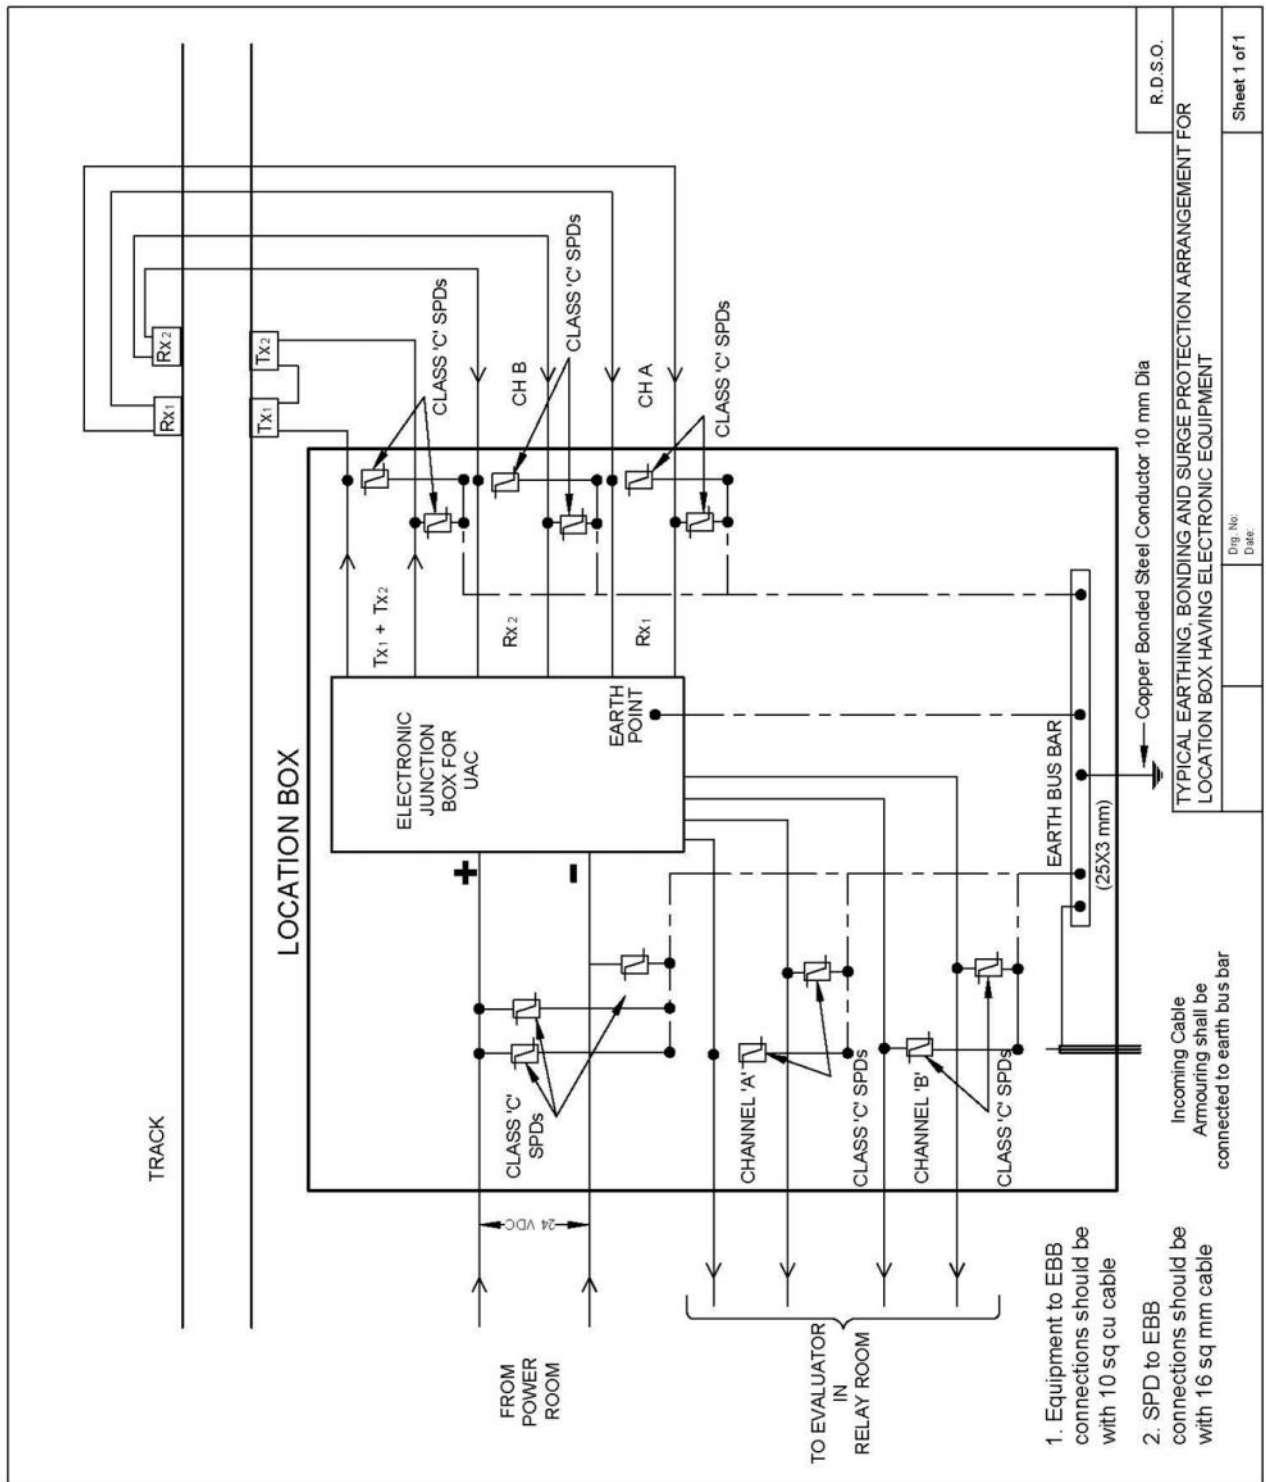 TRACK
LOCATION BOX
Rx1
Rx2
Tx1
Tx2
FROM
POWER
ROOM
24 VDC
+
-
CLASS 'C'
SPDs
ELECTRONIC
JUNCTION
BOX FOR
UAC
EARTH
POINT
Tx1 + Tx2
Rx2
Rx1
CLASS 'C' SPDs
CH B
CLASS 'C' SPDs
CH A
CLASS 'C' SPDs
TO EVALUATOR
IN
RELAY ROOM
CHANNEL 'A'
CLASS 'C' SPDs
CHANNEL 'B'
CLASS 'C' SPDs
EARTH BUS BAR
(25X3 mm)
Copper Bonded Steel Conductor 10 mm Dia
Incoming Cable
Amouring shall be
connected to earth bus bar
1. Equipment to EBB
connections should be
with 10 sq cu cable
2. SPD to EBB
connections should be
with 16 sq mm cable
R.D.S.O.
TYPICAL EARTHING, BONDING AND SURGE PROTECTION ARRANGEMENT FOR
LOCATION BOX HAVING ELECTRONIC EQUIPMENT
Drg. No:
Date:
Sheet 1 of 1